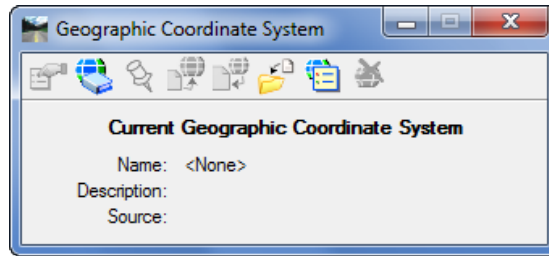 Geographic Coordinate System
Current Geographic Coordinate System
Name: <None>
Description:
Source: